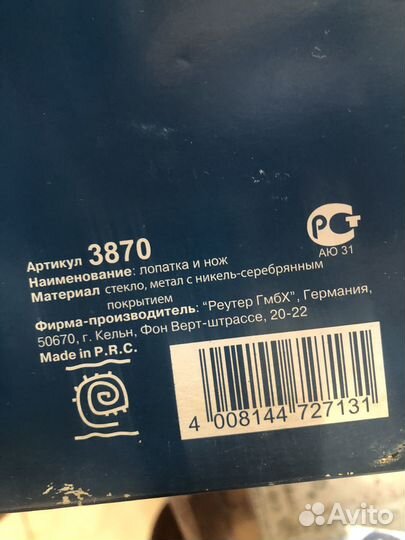 Артикул 3870
Наименование: лопатка и нож
Материал стекло, метал с никель-серебрянным
покрытием
Фирма-производитель: "Реутер ГмбХ", Германия,
50670, г. Кельн, Фон Верт-штрассе, 20-22
Made in P.R.C.
РСТ
АЮ 31
4 008144 727131
Avito